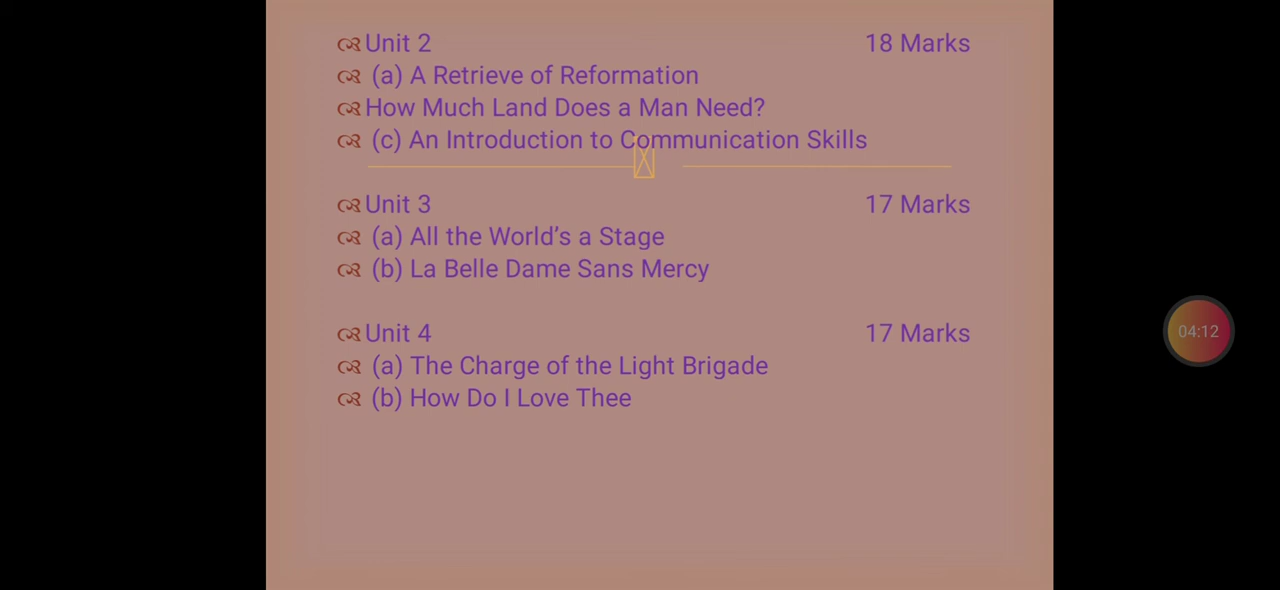 Unit 2 18 Marks
(a) A Retrieve of Reformation
How Much Land Does a Man Need?
(c) An Introduction to Communication Skills
Unit 3 17 Marks
(a) All the World’s a Stage
(b) La Belle Dame Sans Mercy
Unit 4 17 Marks
(a) The Charge of the Light Brigade
(b) How Do I Love Thee
04:12